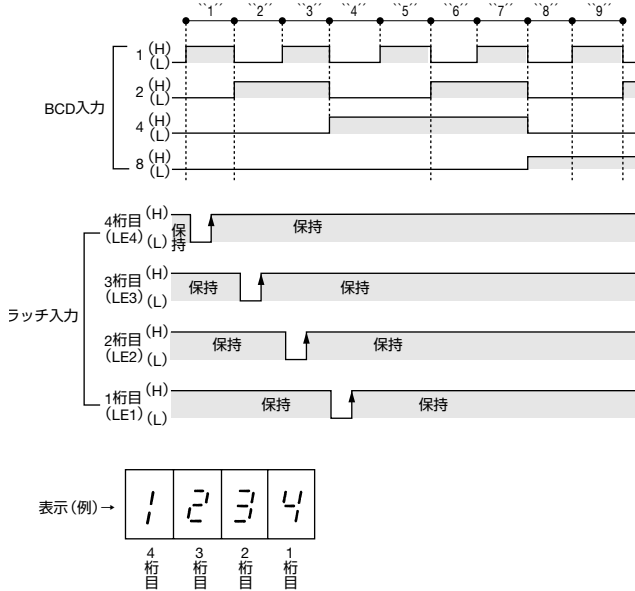 ``1´´ ``2´´ ``3´´ ``4´´ ``5´´ ``6´´ ``7´´ ``8´´ ``9´´
BCD入力
1 (H) (L)
2 (H) (L)
4 (H) (L)
8 (H) (L)
ラッチ入力
4桁目 (LE4) (H) (L) 保持 保持
3桁目 (LE3) (H) (L) 保持 保持
2桁目 (LE2) (H) (L) 保持 保持
1桁目 (LE1) (H) (L) 保持 保持
表示(例)→ 1 2 3 4
4桁目 3桁目 2桁目 1桁目